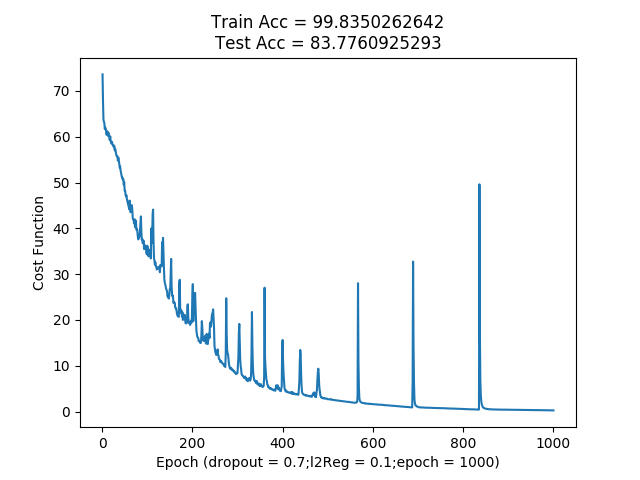 Train Acc = 99.8350262642
Test Acc = 83.7760925293
70
60
50
40
30
20
10
0
Cost Function
0 200 400 600 800 1000
Epoch (dropout = 0.7;l2Reg = 0.1;epoch = 1000)